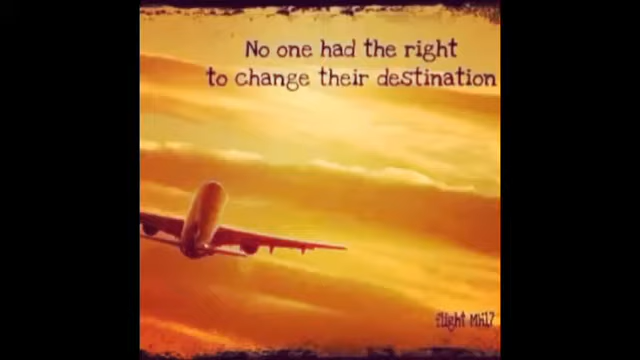 No one had the right
to change their destination
flight MH17